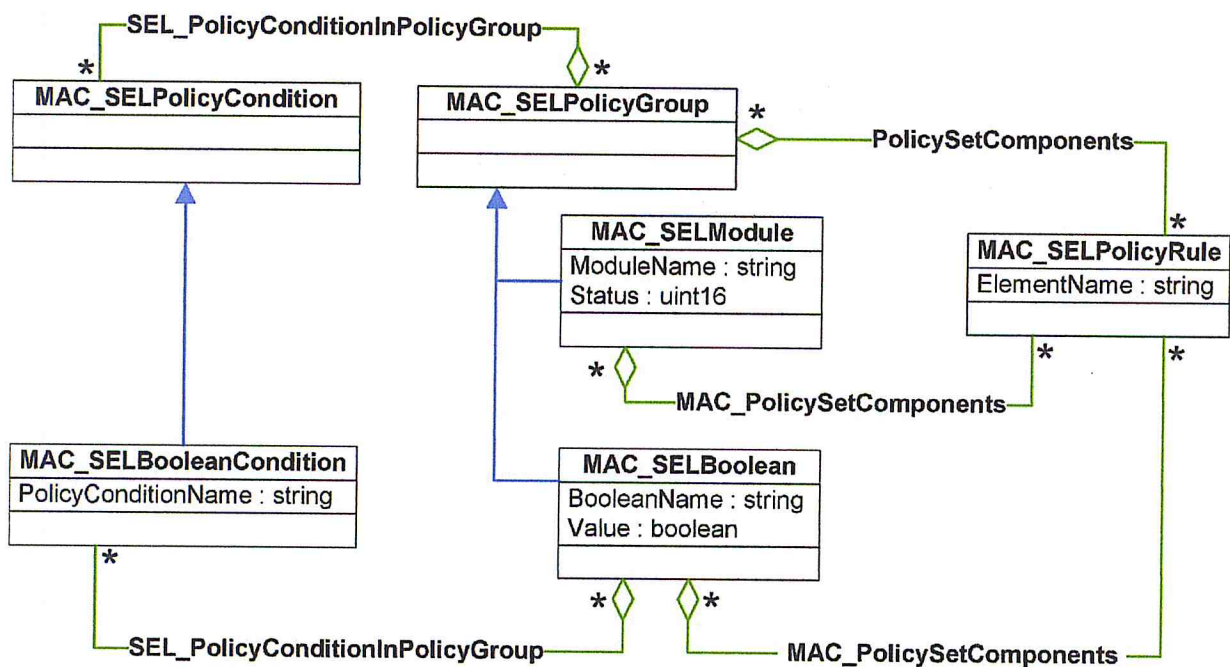 SEL_PolicyConditionInPolicyGroup
*
*
MAC_SELPolicyCondition
MAC_SELPolicyGroup
*
PolicySetComponents
*
MAC_SELModule
ModuleName : string
Status : uint16
MAC_SELPolicyRule
ElementName : string
*
*
*
MAC_PolicySetComponents
MAC_SELBooleanCondition
PolicyConditionName : string
MAC_SELBoolean
BooleanName : string
Value : boolean
*
*
*
SEL_PolicyConditionInPolicyGroup
MAC_PolicySetComponents